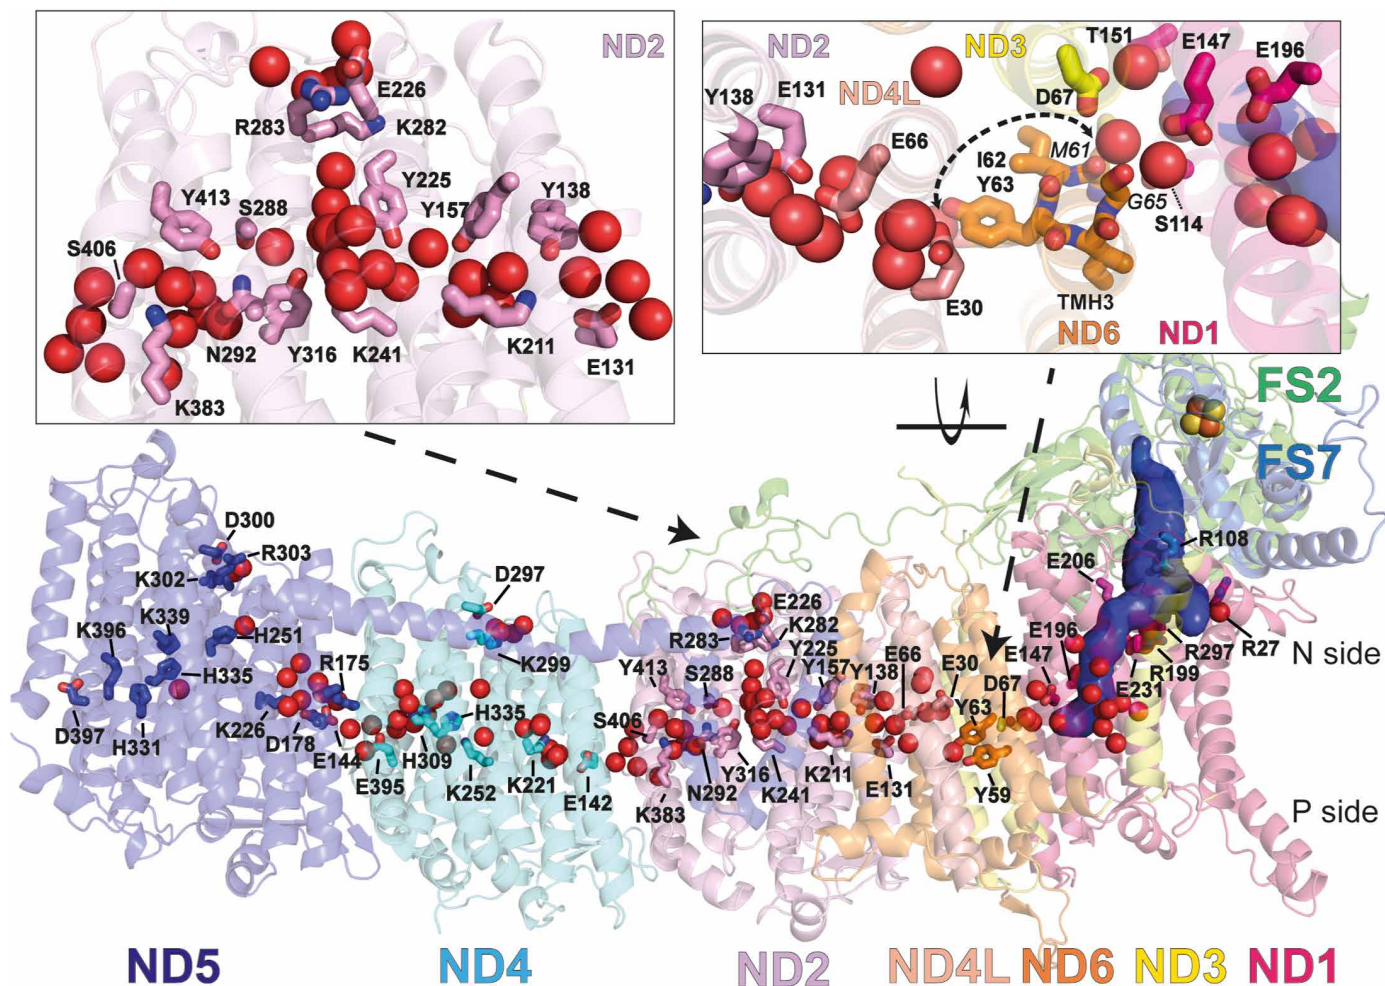 ND2
E226
R283
K282
Y413
S288
Y225
Y157
Y138
S406
N292
Y316
K241
K211
E131
K383
ND2
ND3
T151
E147
E196
Y138
E131
ND4L
D67
E66
I62
M61
Y63
G65
S114
E30
TMH3
ND6
ND1
FS2
FS7
D300
R303
K302
K339
K396
H251
R175
H335
K226
D397
H331
D178
E144
D297
K299
H335
E395
H309
K252
K221
E142
E226
R283
K282
Y413
S288
Y225
Y157
Y138
E66
E30
S406
K383
N292
Y316
K241
K211
E131
Y63
Y59
D67
E147
E196
E206
R108
R27
R297
R199
E231
N side
P side
ND5
ND4
ND2
ND4L
ND6
ND3
ND1